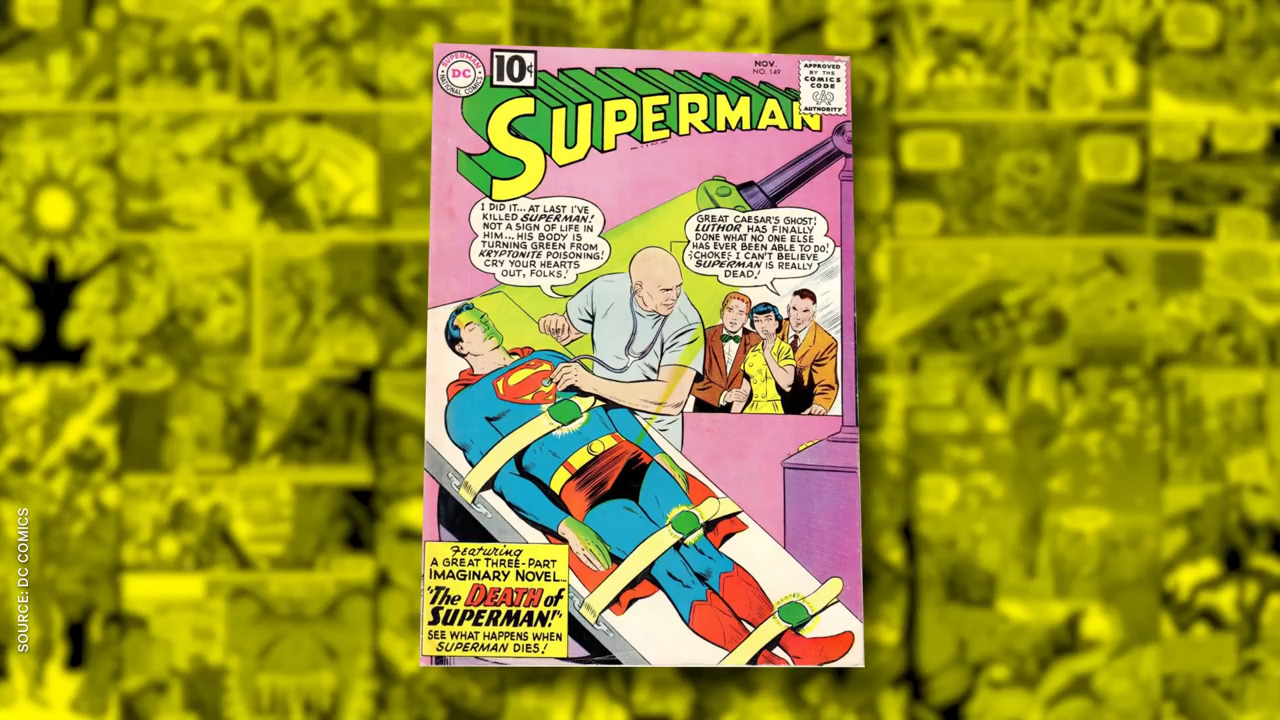 SUPERMAN
DC
NATIONAL COMICS
10¢
NOV.
NO. 149
APPROVED
BY THE
COMICS
CODE
CA
AUTHORITY
SUPERMAN
I DID IT... AT LAST I'VE
KILLED SUPERMAN!
NOT A SIGN OF LIFE IN
HIM... HIS BODY IS
TURNING GREEN FROM
KRYPTONITE POISONING!
CRY YOUR HEARTS
OUT, FOLKS!
GREAT CAESAR'S GHOST!
LUTHOR HAS FINALLY
DONE WHAT NO ONE ELSE
HAS EVER BEEN ABLE TO DO!
:CHOKE: I CAN'T BELIEVE
SUPERMAN IS REALLY
DEAD!
Featuring
A GREAT THREE-PART
IMAGINARY NOVEL...
"The DEATH of
SUPERMAN!"
SEE WHAT HAPPENS WHEN
SUPERMAN DIES!
SOURCE: DC COMICS